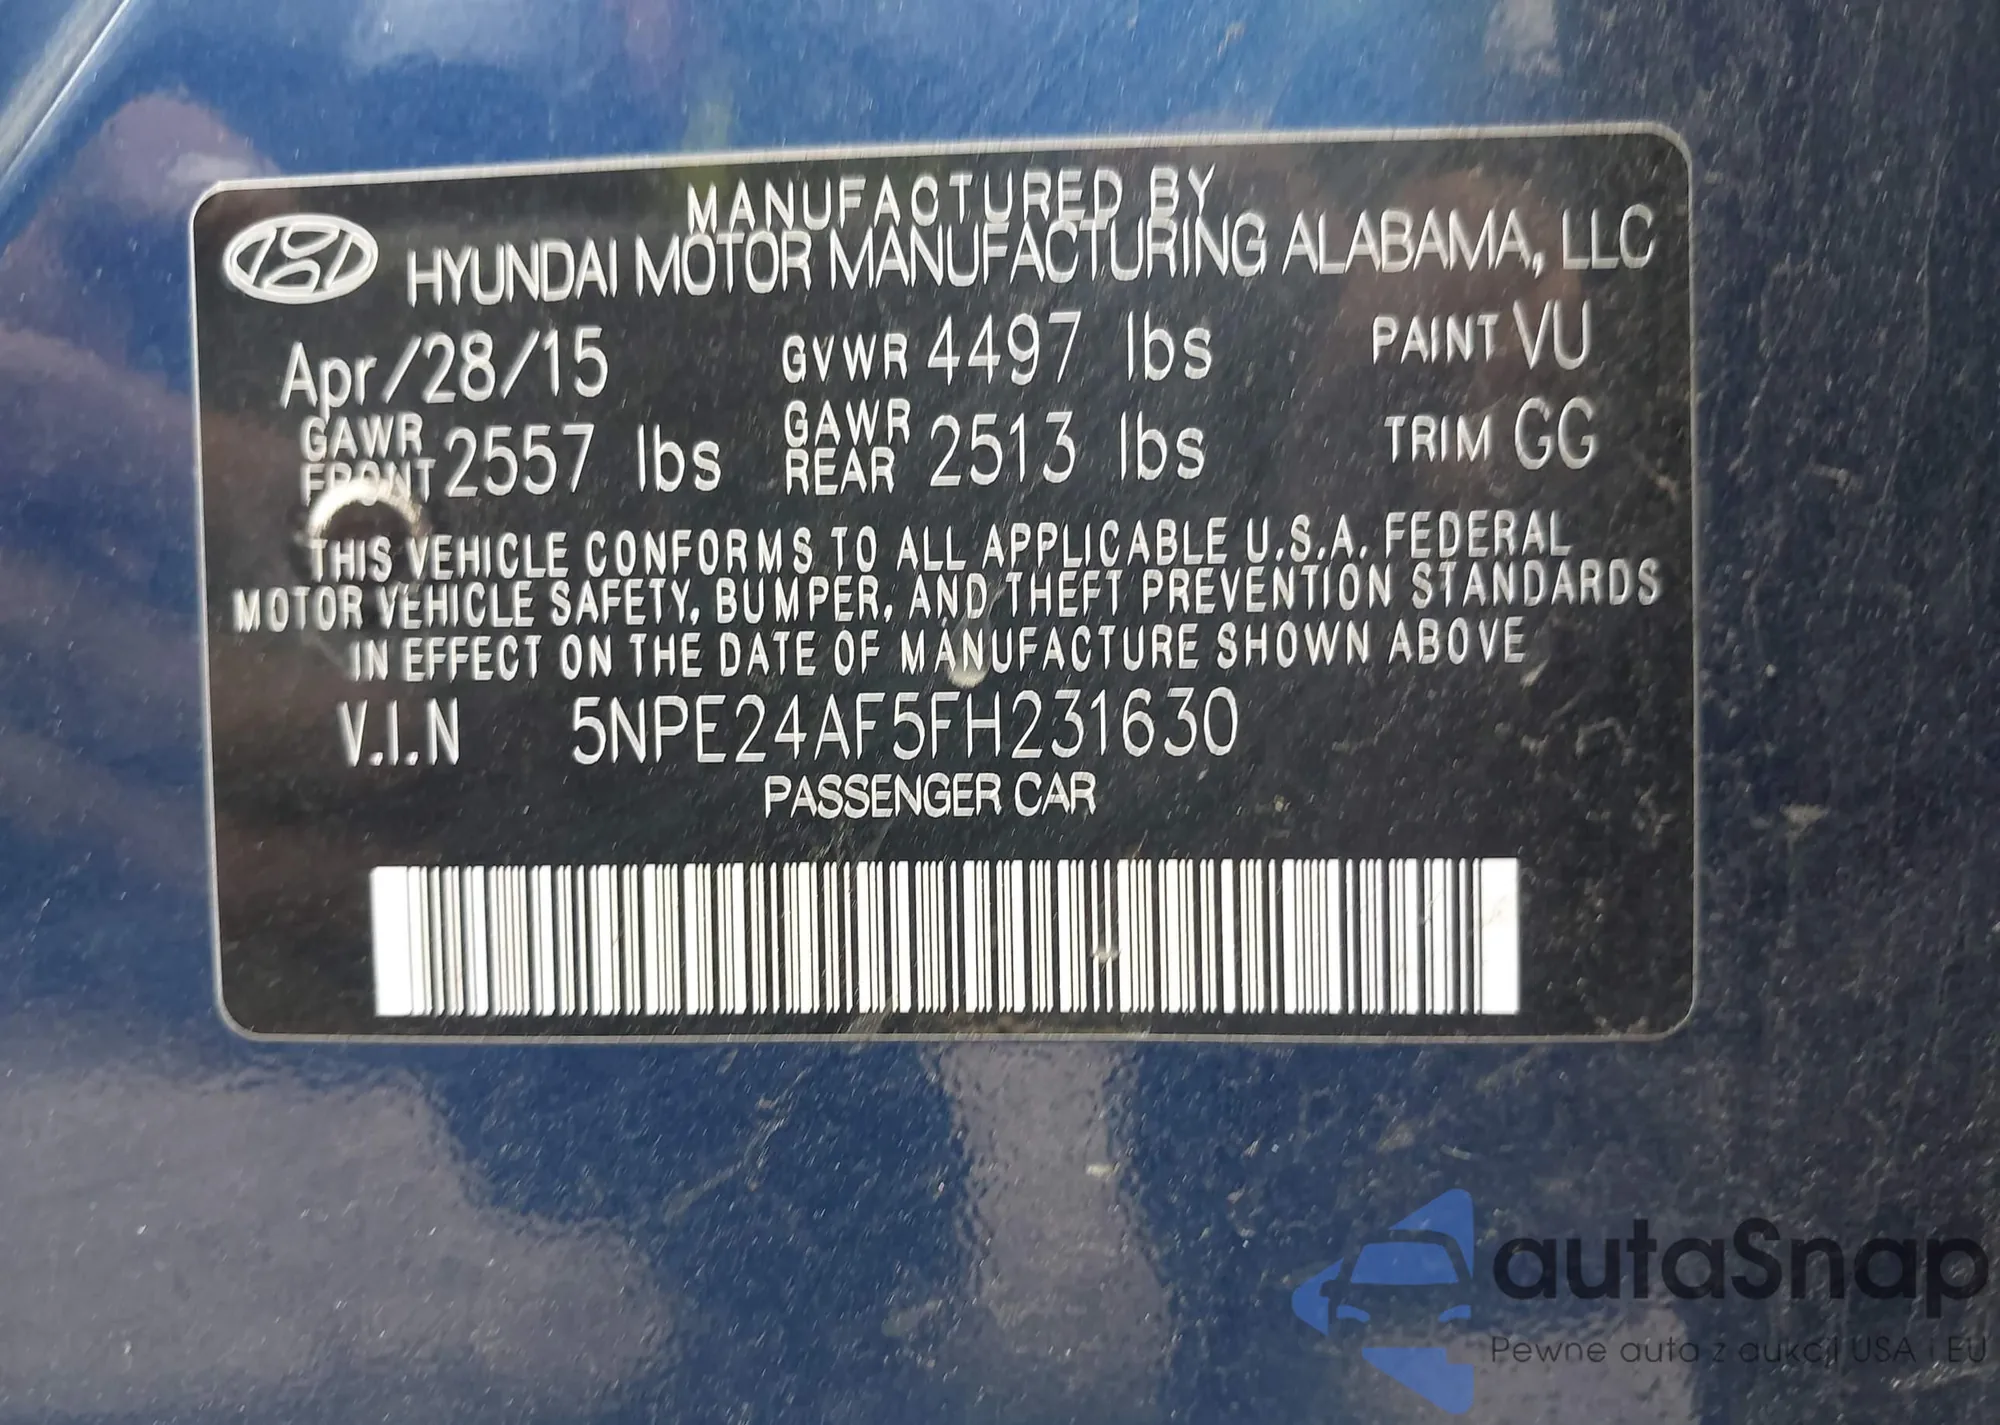 MANUFACTURED BY
HYUNDAI MOTOR MANUFACTURING ALABAMA, LLC
Apr/28/15 GVWR 4497 lbs PAINT VU
GAWR FRONT 2557 lbs GAWR REAR 2513 lbs TRIM GG
THIS VEHICLE CONFORMS TO ALL APPLICABLE U.S.A. FEDERAL
MOTOR VEHICLE SAFETY, BUMPER, AND THEFT PREVENTION STANDARDS
IN EFFECT ON THE DATE OF MANUFACTURE SHOWN ABOVE
V.I.N 5NPE24AF5FH231630
PASSENGER CAR
autaSnap
Pewne auta z aukcji USA i EU